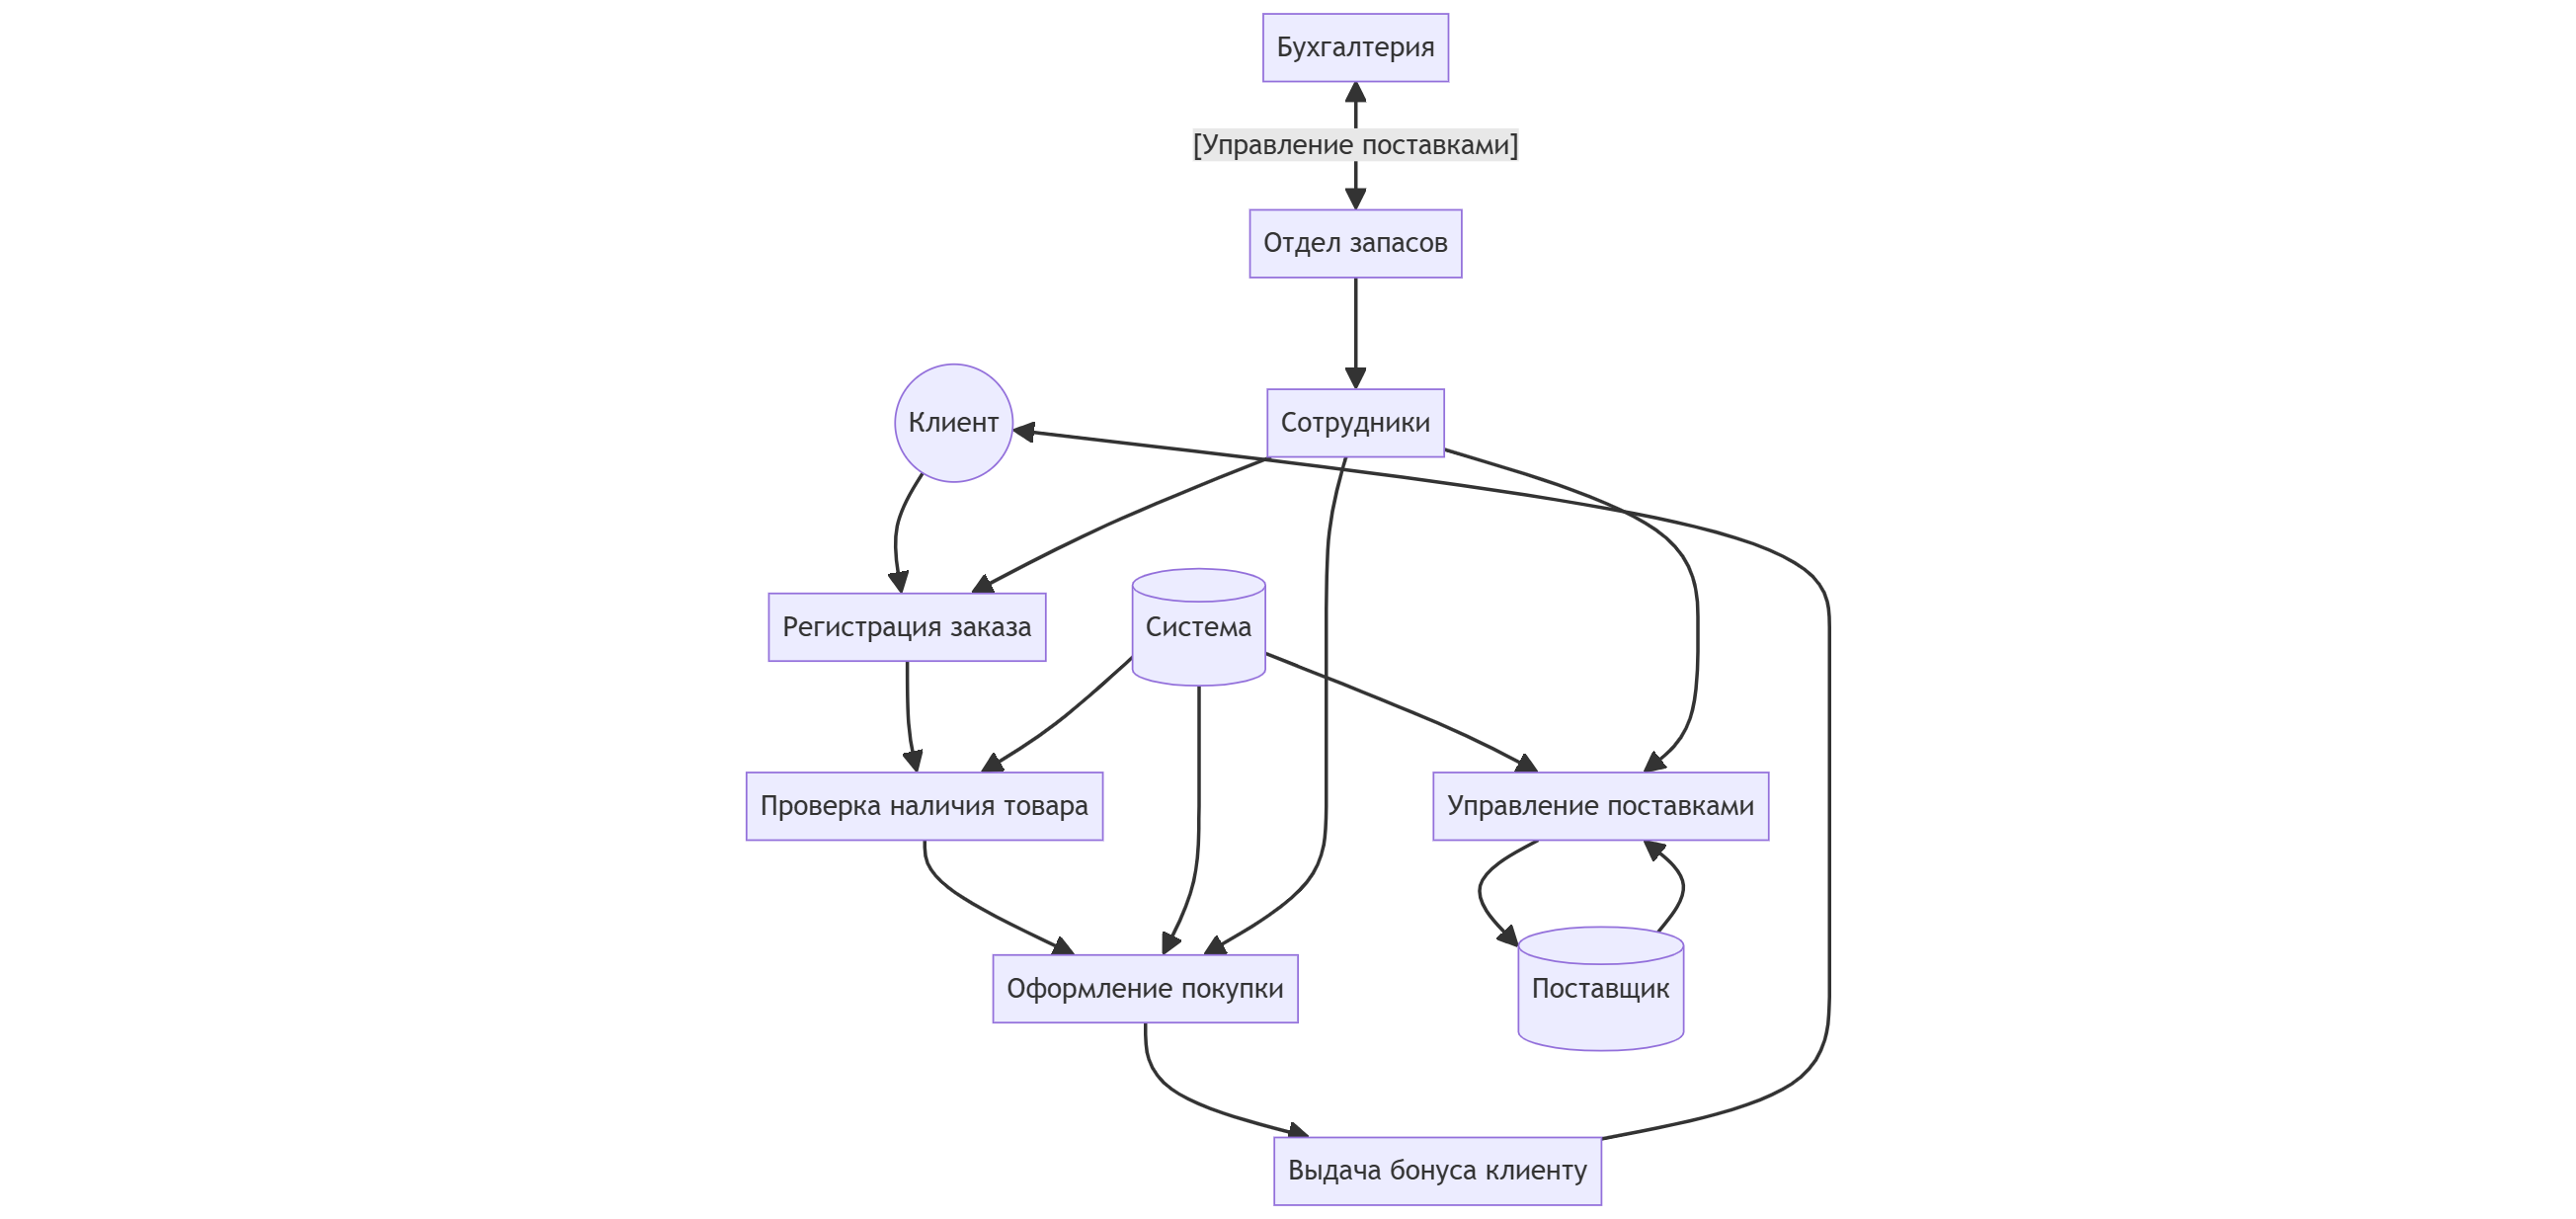 Бухгалтерия
[Управление поставками]
Отдел запасов
Клиент
Сотрудники
Регистрация заказа
Система
Проверка наличия товара
Управление поставками
Оформление покупки
Поставщик
Выдача бонуса клиенту